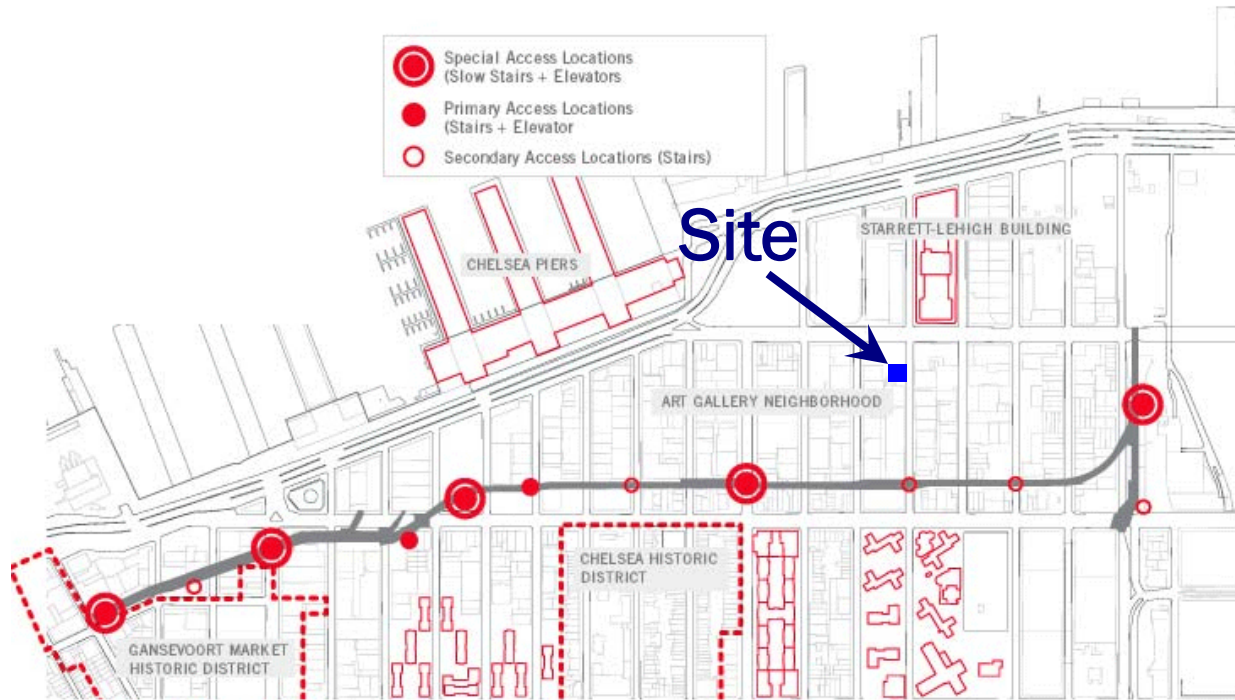 Special Access Locations
(Slow Stairs + Elevators
Primary Access Locations
(Stairs + Elevator
Secondary Access Locations (Stairs)
Site
STARRETT-LEHIGH BUILDING
CHELSEA PIERS
ART GALLERY NEIGHBORHOOD
CHELSEA HISTORIC
DISTRICT
GANSEVOORT MARKET
HISTORIC DISTRICT